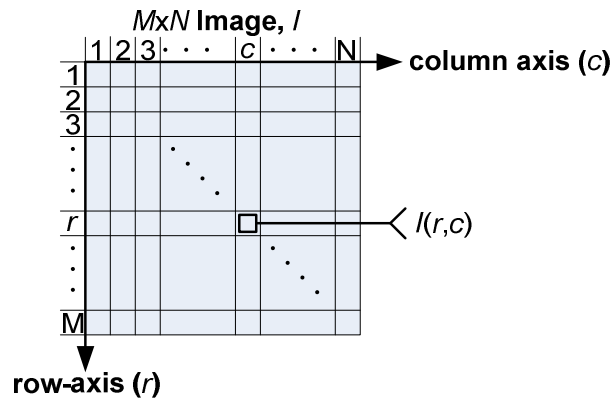 MxN Image, I
1 2 3 · · · c · · · N
column axis (c)
1
2
3
r
I(r,c)
M
row-axis (r)